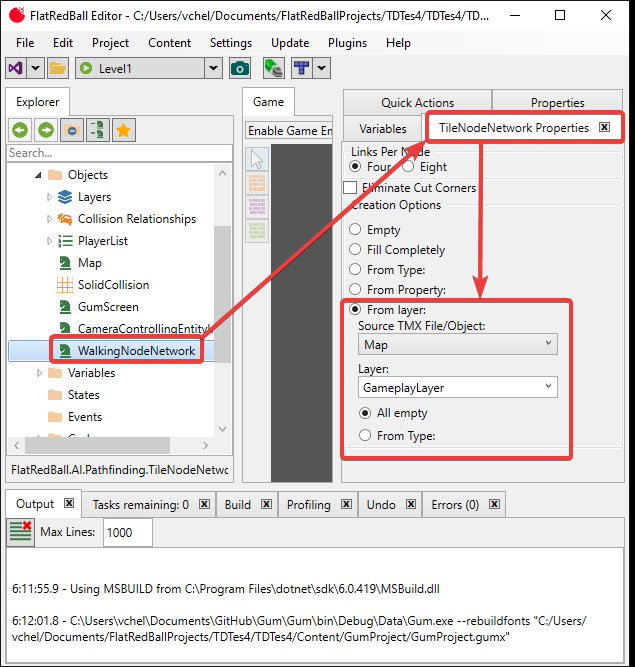 FlatRedBall Editor - C:/Users/vchel/Documents/FlatRedBallProjects/TDTes4/TDTes4/TDTes4/TD...
File Edit Project Content Settings Update Plugins Help
Level1
Explorer
Search...
Objects
Layers
Collision Relationships
PlayerList
Map
SolidCollision
GumScreen
CameraControllingEntity
WalkingNodeNetwork
Variables
States
Events
FlatRedBall.AI.Pathfinding.TileNodeNetwo
Game
Enable Game En
Quick Actions Properties
Variables TileNodeNetwork Properties
Links Per Node
Four Eight
Eliminate Cut Corners
Creation Options
Empty
Fill Completely
From Type:
From Property:
From layer:
Source TMX File/Object:
Map
Layer:
GameplayLayer
All empty
From Type:
Output Tasks remaining: 0 Build Profiling Undo Errors (0)
Max Lines: 1000
6:11:55.9 - Using MSBUILD from C:\Program Files\dotnet\sdk\6.0.419\MSBuild.dll
6:12:01.8 - C:\Users\vchel\Documents\GitHub\Gum\Gum\bin\Debug\Data\Gum.exe --rebuildfonts "C:/Users/
vchel/Documents/FlatRedBallProjects/TDTes4/TDTes4/Content/GumProject/GumProject.gumx"